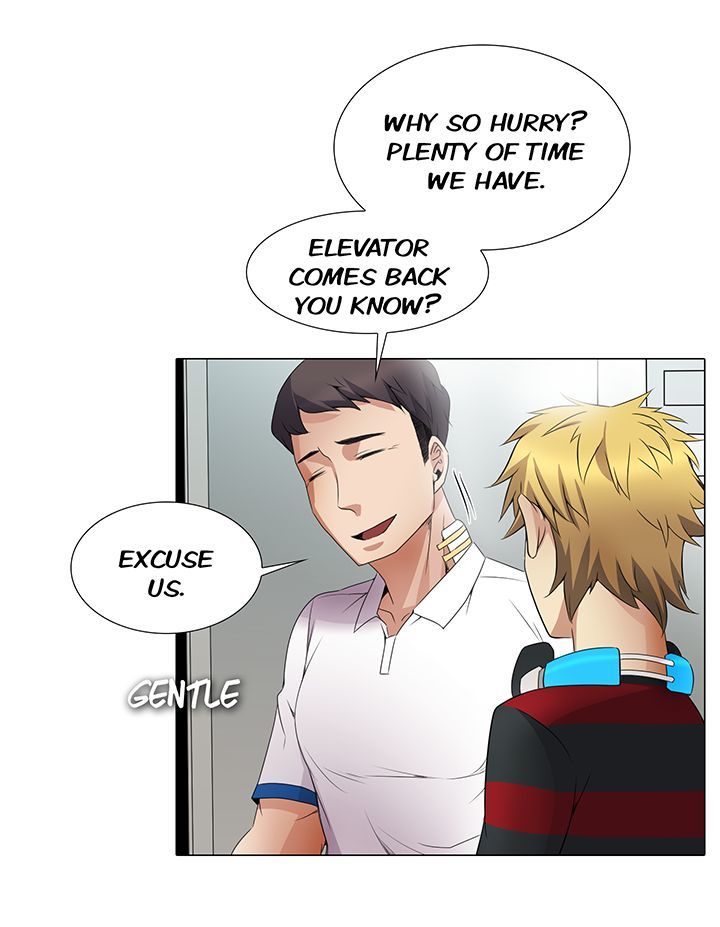 WHY SO HURRY?
PLENTY OF TIME
WE HAVE.
ELEVATOR
COMES BACK
YOU KNOW?
EXCUSE
US.
GENTLE